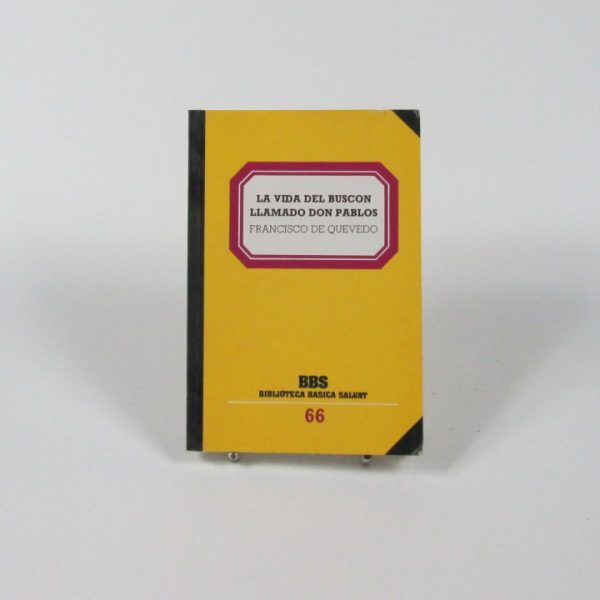 LA VIDA DEL BUSCON
LLAMADO DON PABLOS
FRANCISCO DE QUEVEDO
BBS
BIBLIOTECA BASICA SALVAT
66